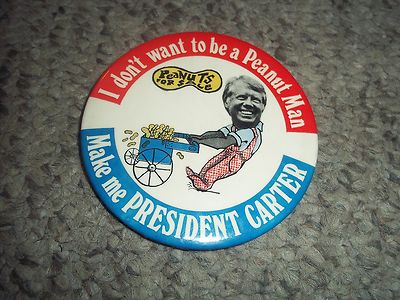 I don't want to be a Peanut Man
PeaNUTS
FOR SALE
Make me PRESIDENT CARTER